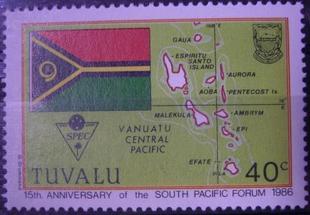 GAUA
ESPIRITU
SANTO
ISLAND
AURORA
AOBA
PENTECOST Is.
MALEKULA
AMBRYM
EPI
EFATE
VILA
SPEC
VANUATU
CENTRAL
PACIFIC
TUVALU
40c
15th. ANNIVERSARY of the SOUTH PACIFIC FORUM 1986